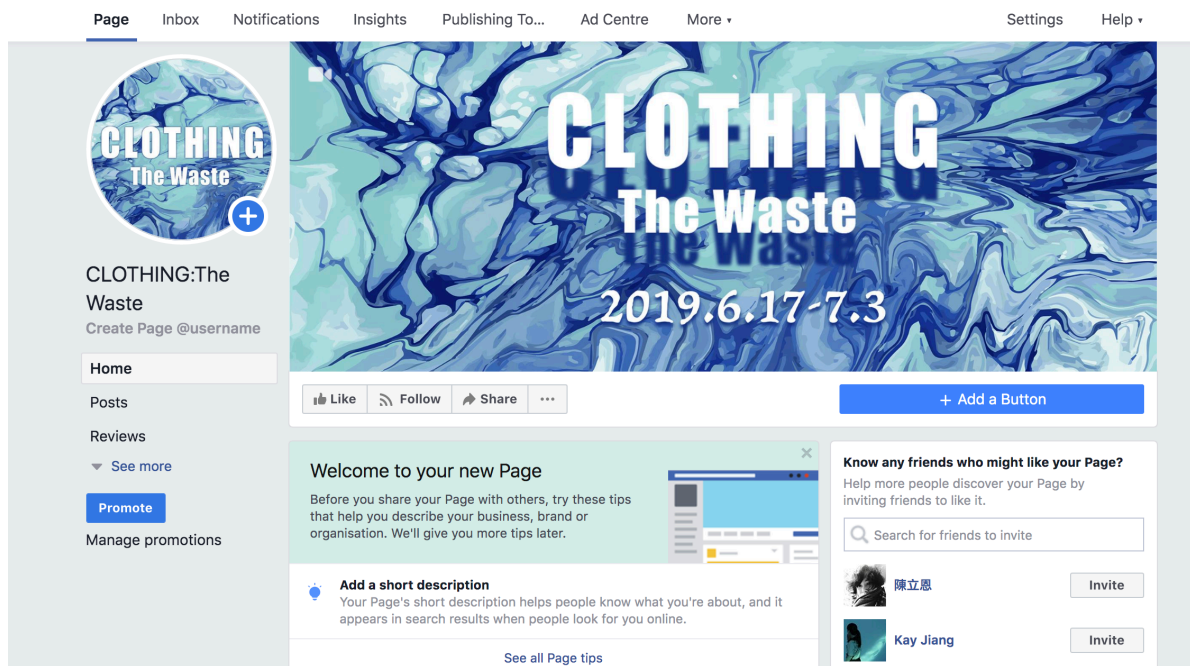 Page Inbox Notifications Insights Publishing To... Ad Centre More Settings Help
CLOTHING
The Waste
CLOTHING
The Waste
2019.6.17-7.3
CLOTHING:The
Waste
Create Page @username
Home
Posts
Reviews
See more
Promote
Manage promotions
Like Follow Share ...
+ Add a Button
Welcome to your new Page
Before you share your Page with others, try these tips
that help you describe your business, brand or
organisation. We'll give you more tips later.
Add a short description
Your Page's short description helps people know what you're about, and it
appears in search results when people look for you online.
See all Page tips
Know any friends who might like your Page?
Help more people discover your Page by
inviting friends to like it.
Search for friends to invite
陳立恩 Invite
Kay Jiang Invite